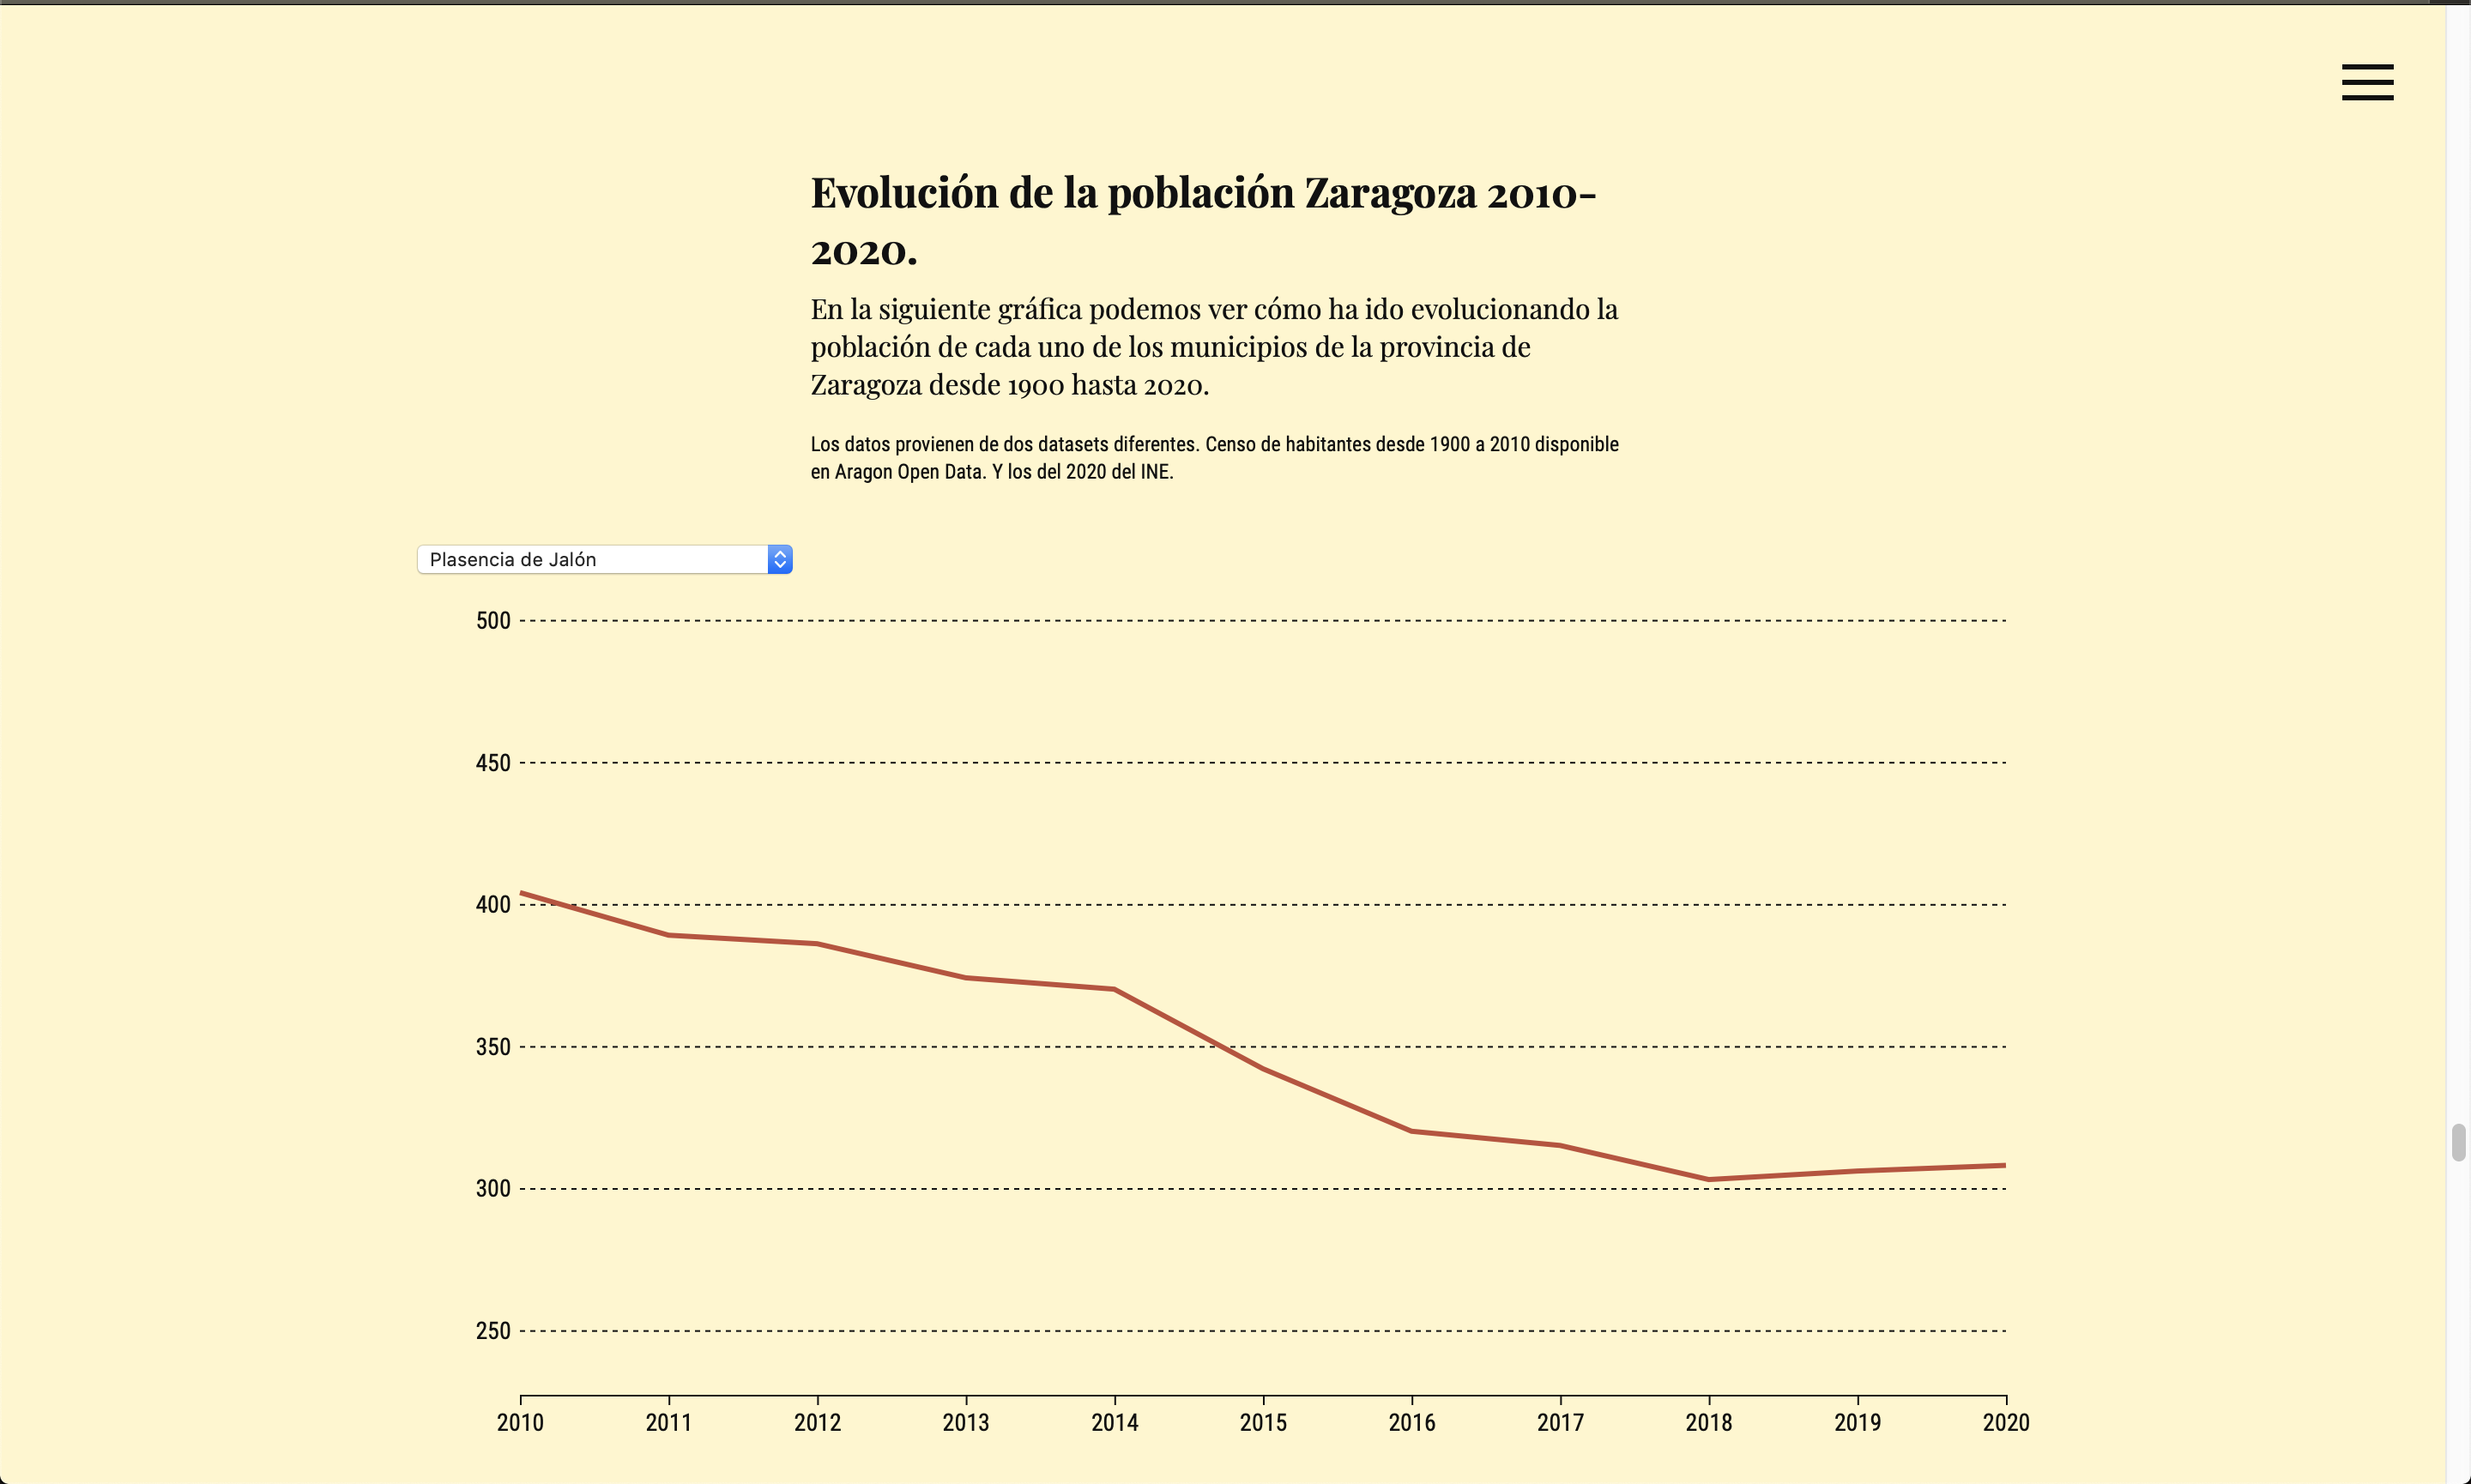 Evolución de la población Zaragoza 2010-
2020.
En la siguiente gráfica podemos ver cómo ha ido evolucionando la
población de cada uno de los municipios de la provincia de
Zaragoza desde 1900 hasta 2020.
Los datos provienen de dos datasets diferentes. Censo de habitantes desde 1900 a 2010 disponible
en Aragon Open Data. Y los del 2020 del INE.
Plasencia de Jalón
500
450
400
350
300
250
2010 2011 2012 2013 2014 2015 2016 2017 2018 2019 2020